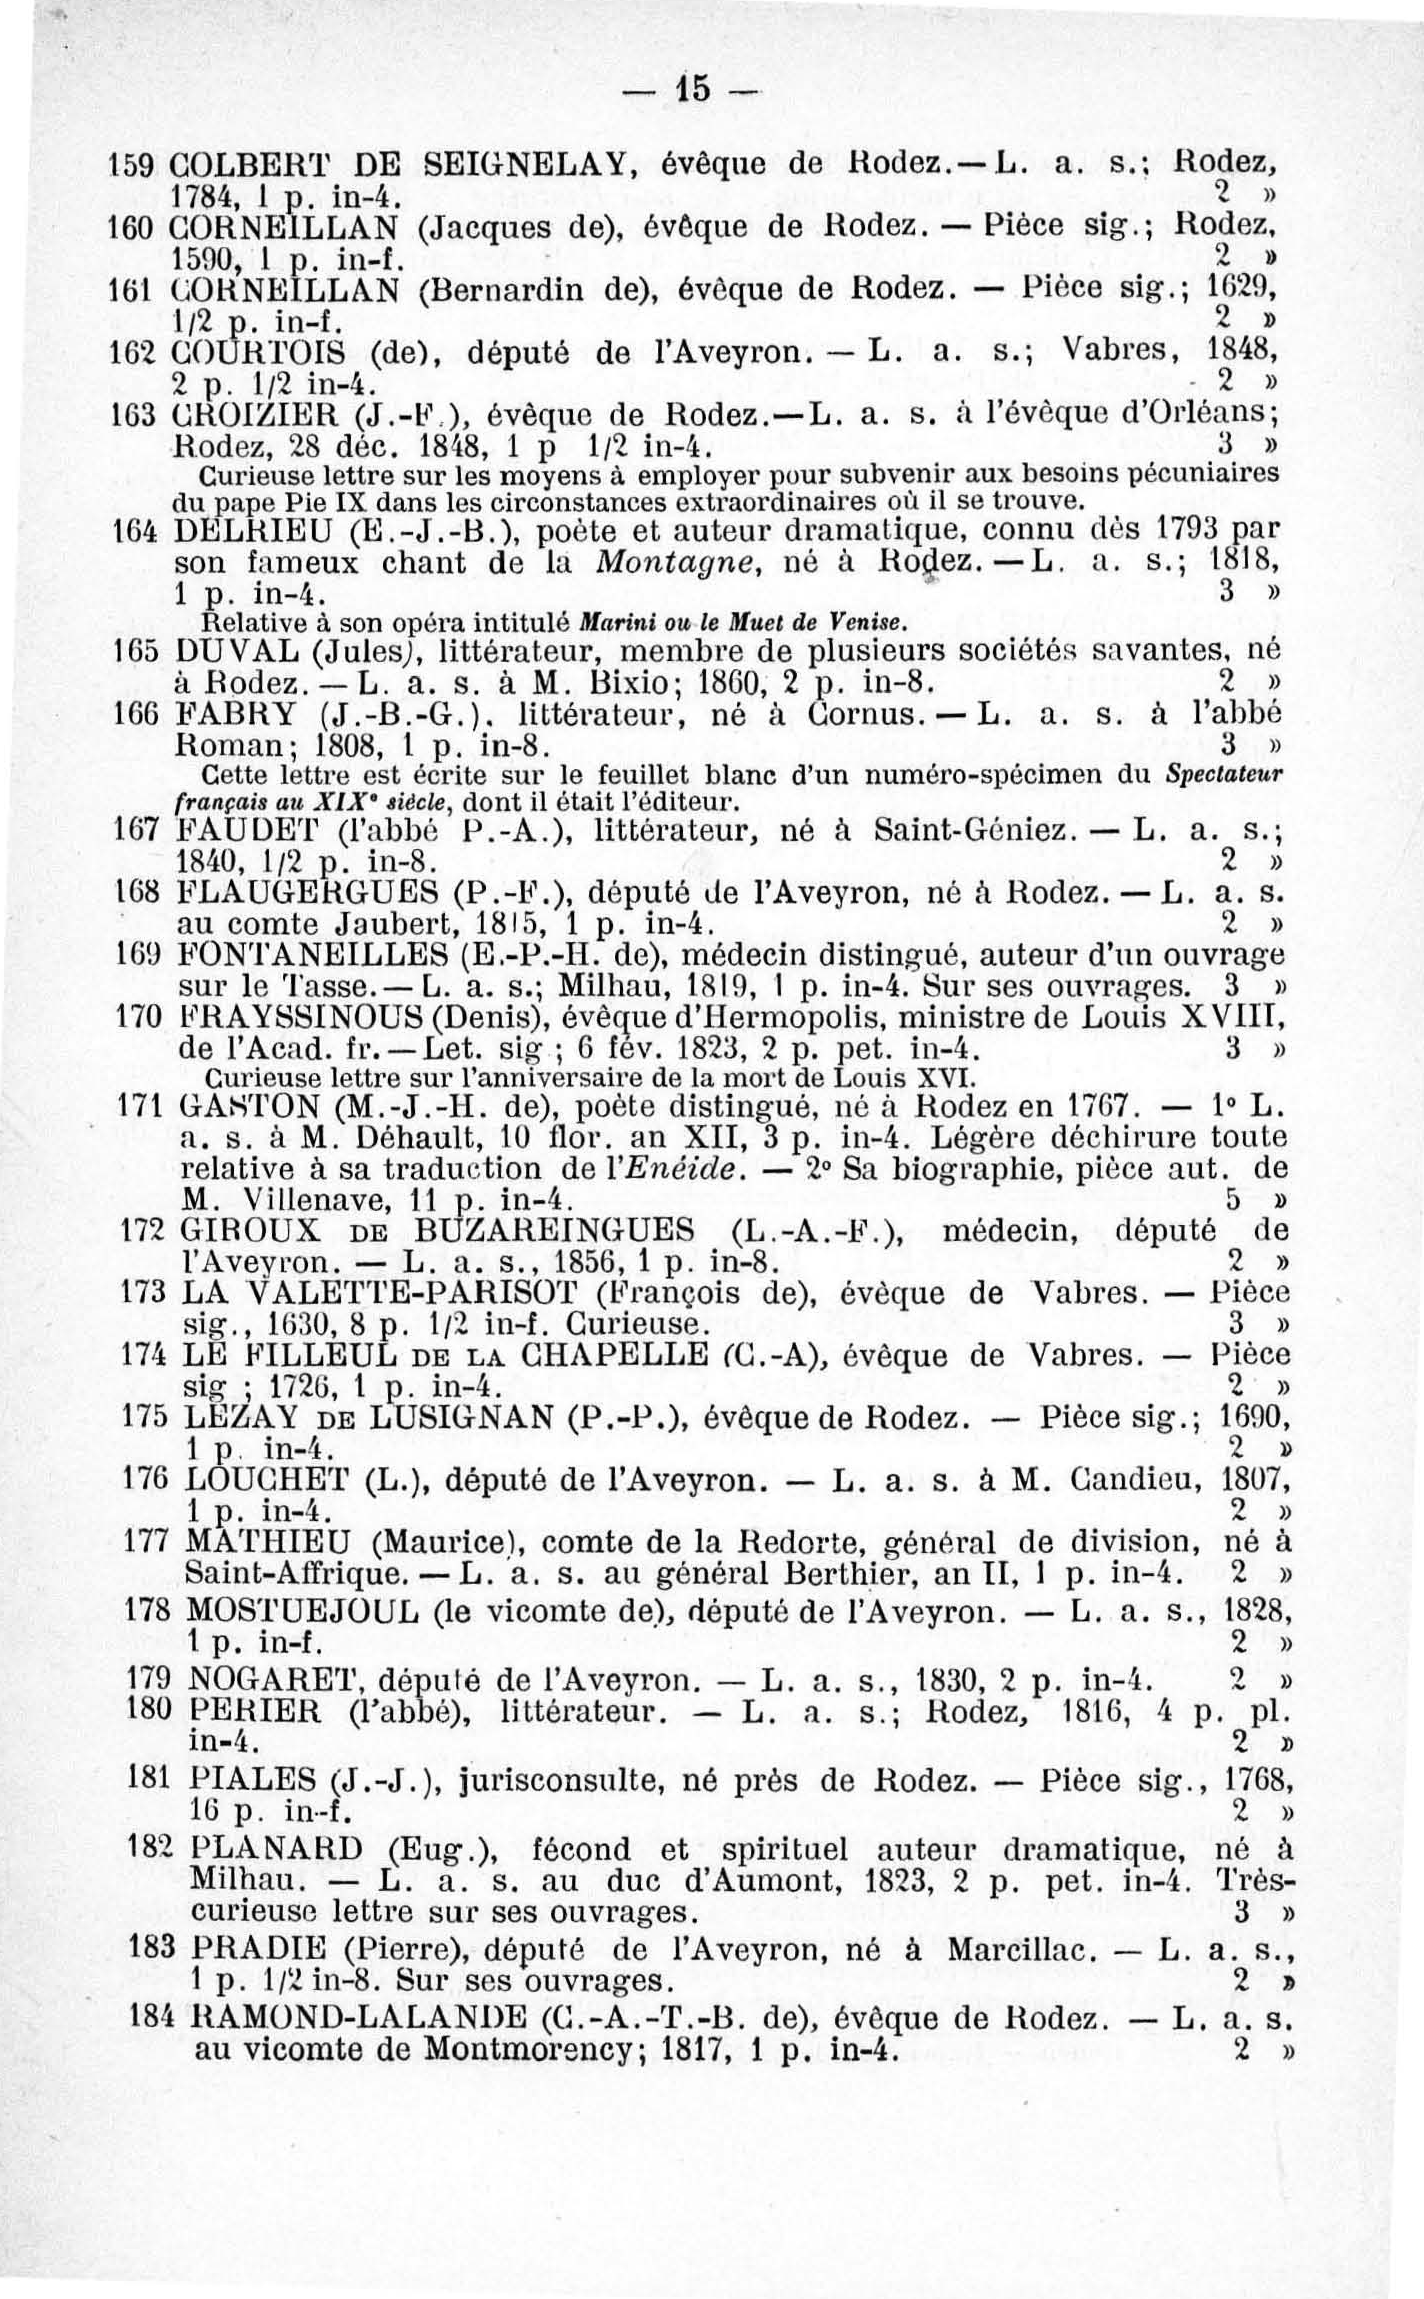 — 15 —
159 COLBERT DE SEIGNELAY, évêque de Rodez. — L. a. s.; Rodez,
1784, 1 p. in-4. 2 »
160 CORNEILLAN (Jacques de), évêque de Rodez. — Pièce sig.; Rodez,
1590, 1 p. in-f. 2 »
161 CORNEILLAN (Bernardin de), évêque de Rodez. — Pièce sig.; 1629,
1/2 p. in-f. 2 »
162 COURTOIS (de), député de l'Aveyron. — L. a. s.; Vabres, 1848,
2 p. 1/2 in-4. 2 »
163 CROIZIER (J.-F.), évêque de Rodez. — L. a. s. à l'évêque d'Orléans;
Rodez, 28 déc. 1848, 1 p 1/2 in-4. 3 »
Curieuse lettre sur les moyens à employer pour subvenir aux besoins pécuniaires
du pape Pie IX dans les circonstances extraordinaires où il se trouve.
164 DELRIEU (E.-J.-B.), poète et auteur dramatique, connu dès 1793 par
son fameux chant de la Montagne, né à Rodez. — L. a. s.; 1818,
1 p. in-4. 3 »
Relative à son opéra intitulé Marini ou le Muet de Venise.
165 DUVAL (Jules), littérateur, membre de plusieurs sociétés savantes, né
à Rodez. — L. a. s. à M. Bixio; 1860, 2 p. in-8. 2 »
166 FABRY (J.-B.-G.), littérateur, né à Cornus. — L. a. s. à l'abbé
Roman; 1808, 1 p. in-8. 3 »
Cette lettre est écrite sur le feuillet blanc d'un numéro-spécimen du Spectateur
français au XIXe siècle, dont il était l'éditeur.
167 FAUDET (l'abbé P.-A.), littérateur, né à Saint-Géniez. — L. a. s.;
1840, 1/2 p. in-8. 2 »
168 FLAUGERGUES (P.-F.), député de l'Aveyron, né à Rodez. — L. a. s.
au comte Jaubert, 1815, 1 p. in-4. 2 »
169 FONTANEILLES (E.-P.-H. de), médecin distingué, auteur d'un ouvrage
sur le Tasse. — L. a. s.; Milhau, 1819, 1 p. in-4. Sur ses ouvrages. 3 »
170 FRAYSSINOUS (Denis), évêque d'Hermopolis, ministre de Louis XVIII,
de l'Acad. fr. — Let. sig.; 6 fév. 1823, 2 p. pet. in-4. 3 »
Curieuse lettre sur l'anniversaire de la mort de Louis XVI.
171 GASTON (M.-J.-H. de), poète distingué, né à Rodez en 1767. — 1° L.
a. s. à M. Déhault, 10 flor. an XII, 3 p. in-4. Légère déchirure toute
relative à sa traduction de l'Enéide. — 2° Sa biographie, pièce aut. de
M. Villenave, 11 p. in-4. 5 »
172 GIROUX DE BUZAREINGUES (L.-A.-F.), médecin, député de
l'Aveyron. — L. a. s., 1856, 1 p. in-8. 2 »
173 LA VALETTE-PARISOT (François de), évèque de Vabres. — Pièce
sig., 1630, 8 p. 1/2 in-f. Curieuse. 3 »
174 LE FILLEUL DE LA CHAPELLE (C.-A), évêque de Vabres. — Pièce
sig ; 1726, 1 p. in-4. 2 »
175 LEZAY DE LUSIGNAN (P.-P.), évêque de Rodez. — Pièce sig.; 1690,
1 p. in-4. 2 »
176 LOUCHET (L.), député de l'Aveyron. — L. a. s. à M. Candieu, 1807,
1 p. in-4. 2 »
177 MATHIEU (Maurice), comte de la Redorte, général de division, né à
Saint-Affrique. — L. a. s. au général Berthier, an II, 1 p. in-4. 2 »
178 MOSTUEJOUL (le vicomte de), député de l'Aveyron. — L. a. s., 1828,
1 p. in-f. 2 »
179 NOGARET, député de l'Aveyron. — L. a. s., 1830, 2 p. in-4. 2 »
180 PERIER (l'abbé), littérateur. — L. a. s.; Rodez, 1816, 4 p. pl.
in-4. 2 »
181 PIALES (J.-J.), jurisconsulte, né près de Rodez. — Pièce sig., 1768,
16 p. in-f. 2 »
182 PLANARD (Eug.), fécond et spirituel auteur dramatique, né à
Milhau. — L. a. s. au duc d'Aumont, 1823, 2 p. pet. in-4. Très-
curieuse lettre sur ses ouvrages. 3 »
183 PRADIE (Pierre), député de l'Aveyron, né à Marcillac. — L. a. s.,
1 p. 1/2 in-8. Sur ses ouvrages. 2 »
184 RAMOND-LALANDE (C.-A.-T.-B. de), évêque de Rodez. — L. a. s.
au vicomte de Montmorency; 1817, 1 p. in-4. 2 »